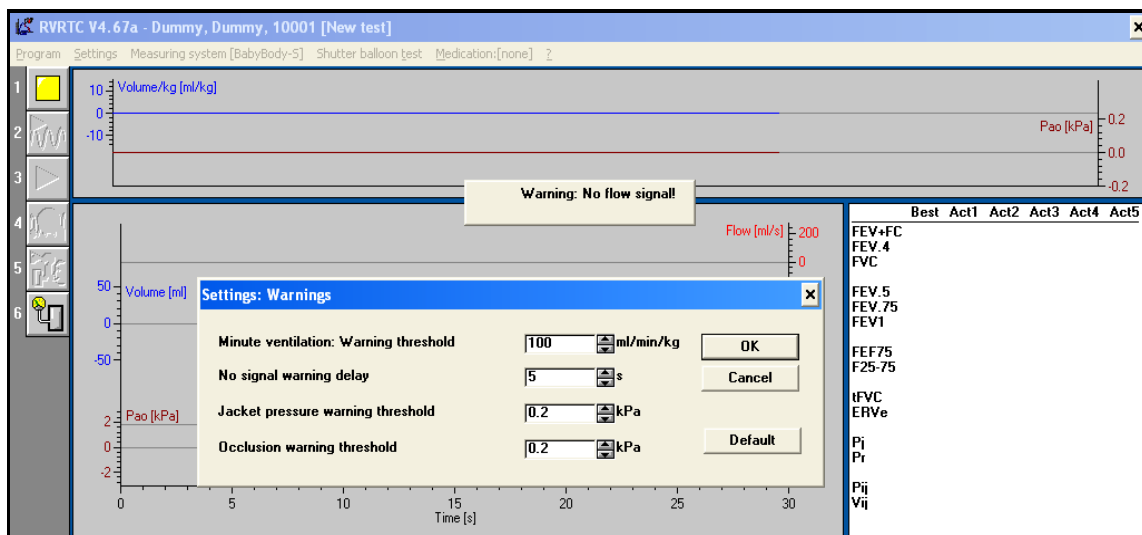 RVRTC V4.67a - Dummy, Dummy, 10001 [New test]
Program Settings Measuring system [BabyBody-S] Shutter balloon test Medication:[none] ?
1
2
3
4
5
6
Volume/kg [ml/kg]
10
0
-10
Pao [kPa]
0.2
0.0
-0.2
Warning: No flow signal!
Flow [ml/s]
200
0
50
Volume [ml]
0
-50
2
Pao [kPa]
0
-2
0 5 10 15 20 25 30
Time [s]
Settings: Warnings
Minute ventilation: Warning threshold 100 ml/min/kg
No signal warning delay 5 s
Jacket pressure warning threshold 0.2 kPa
Occlusion warning threshold 0.2 kPa
OK
Cancel
Default
Best Act1 Act2 Act3 Act4 Act5
FEV+FC
FEV.4
FVC
FEV.5
FEV.75
FEV1
FEF75
F25-75
tFVC
ERVe
Pj
Pr
Pij
Vij